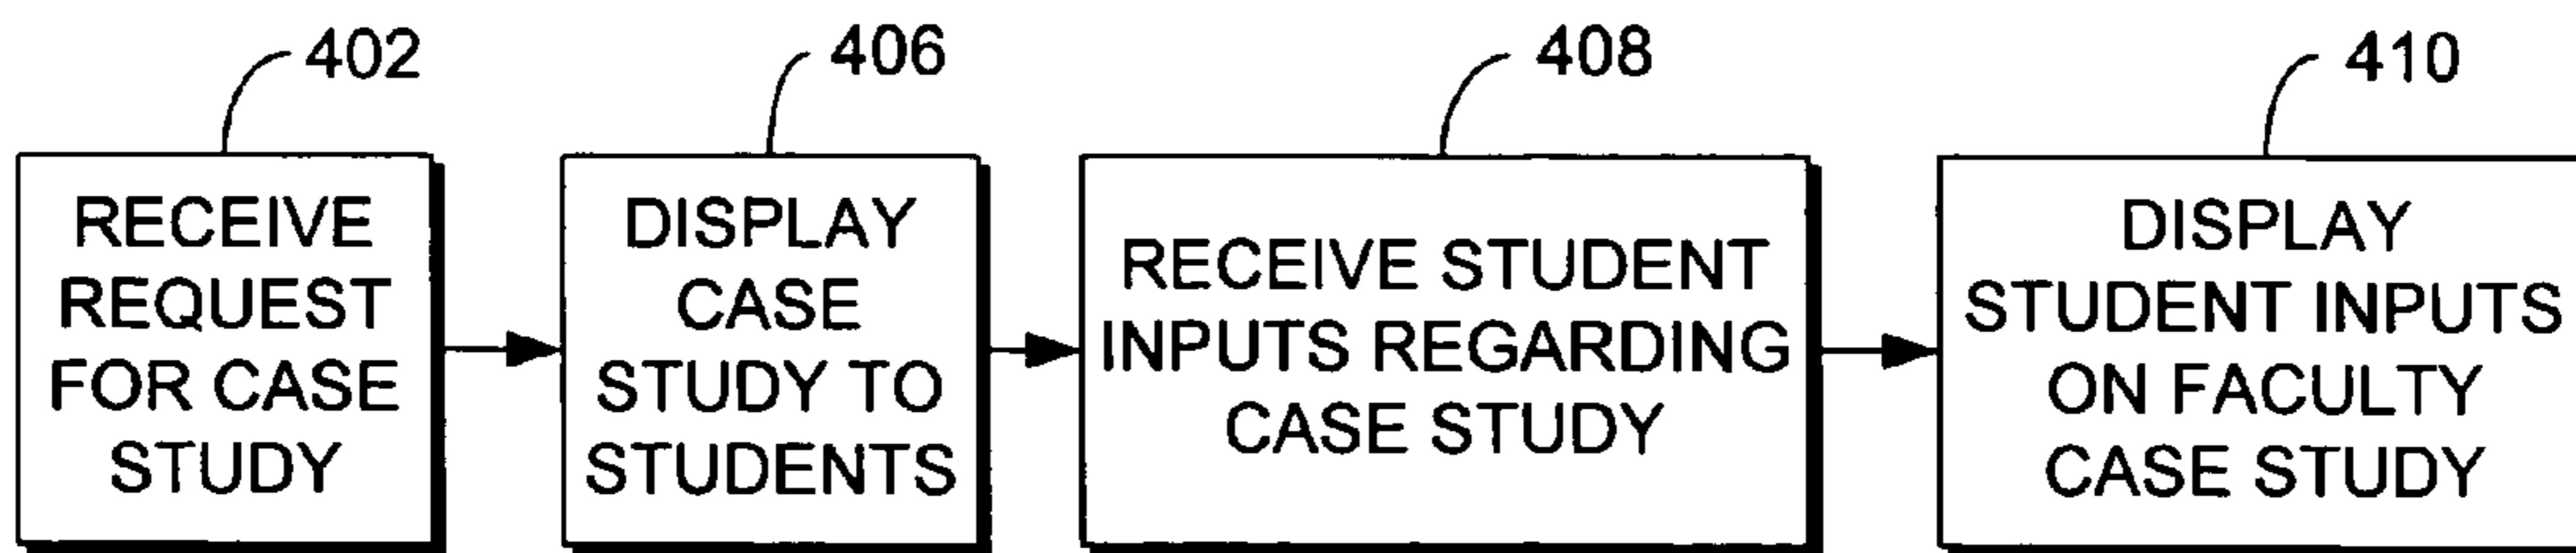 402
RECEIVE
REQUEST
FOR CASE
STUDY
406
DISPLAY
CASE
STUDY TO
STUDENTS
408
RECEIVE STUDENT
INPUTS REGARDING
CASE STUDY
410
DISPLAY
STUDENT INPUTS
ON FACULTY
CASE STUDY